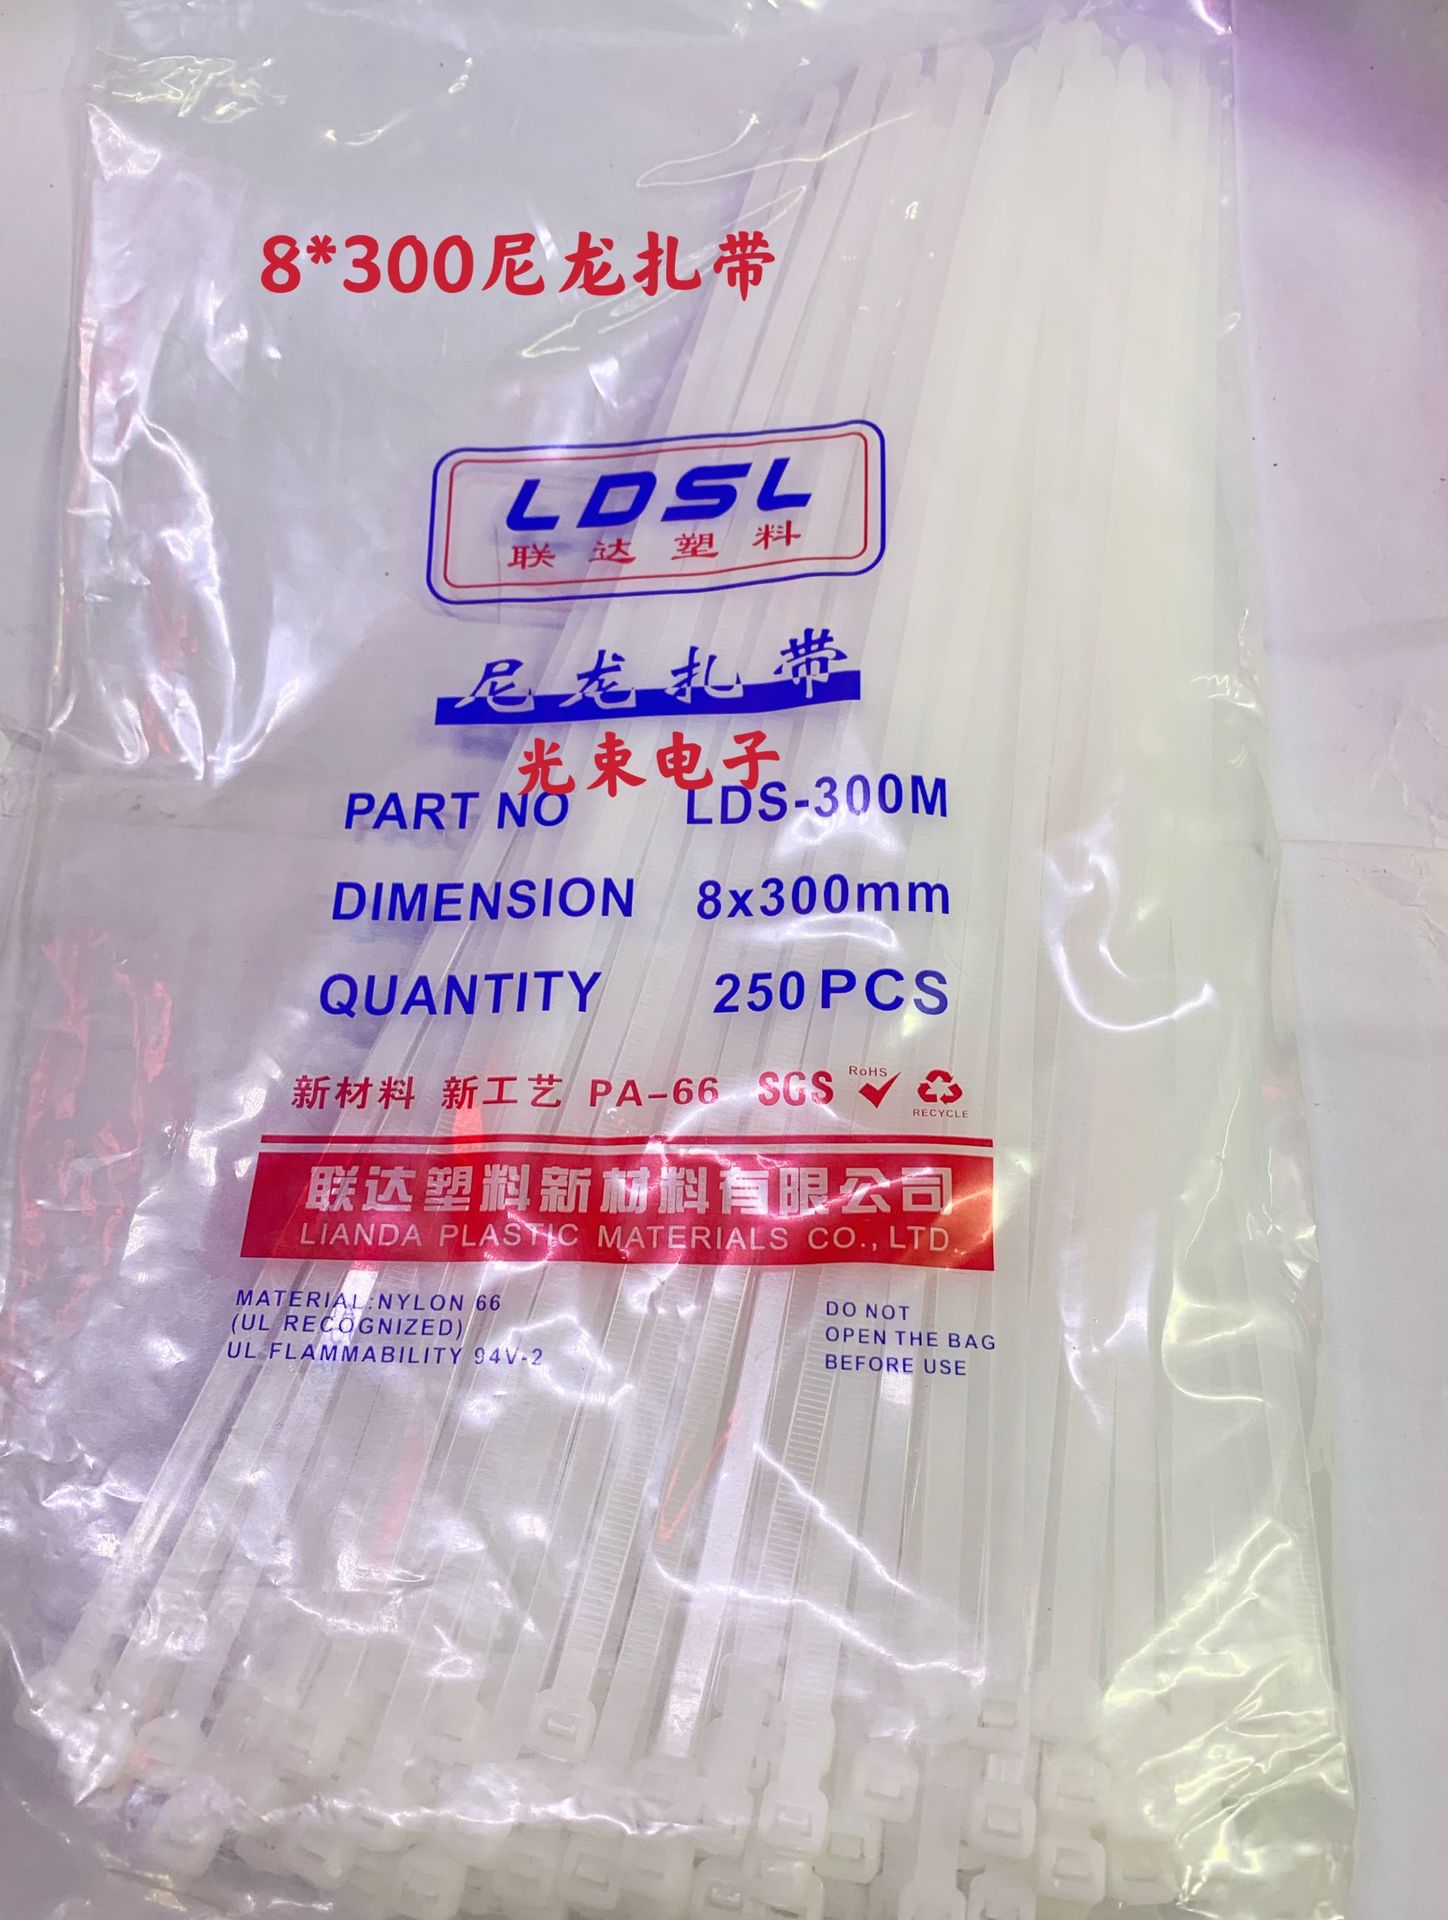 8*300尼龙扎带
LDSL
联达塑料
尼龙扎带
光束电子
PART NO LDS-300M
DIMENSION 8x300mm
QUANTITY 250PCS
新材料 新工艺 PA-66 SGS RoHS RECYCLE
联达塑料新材料有限公司
LIANDA PLASTIC MATERIALS CO.,LTD.
MATERIAL:NYLON 66
(UL RECOGNIZED)
UL FLAMMABILITY 94V-2
DO NOT
OPEN THE BAG
BEFORE USE